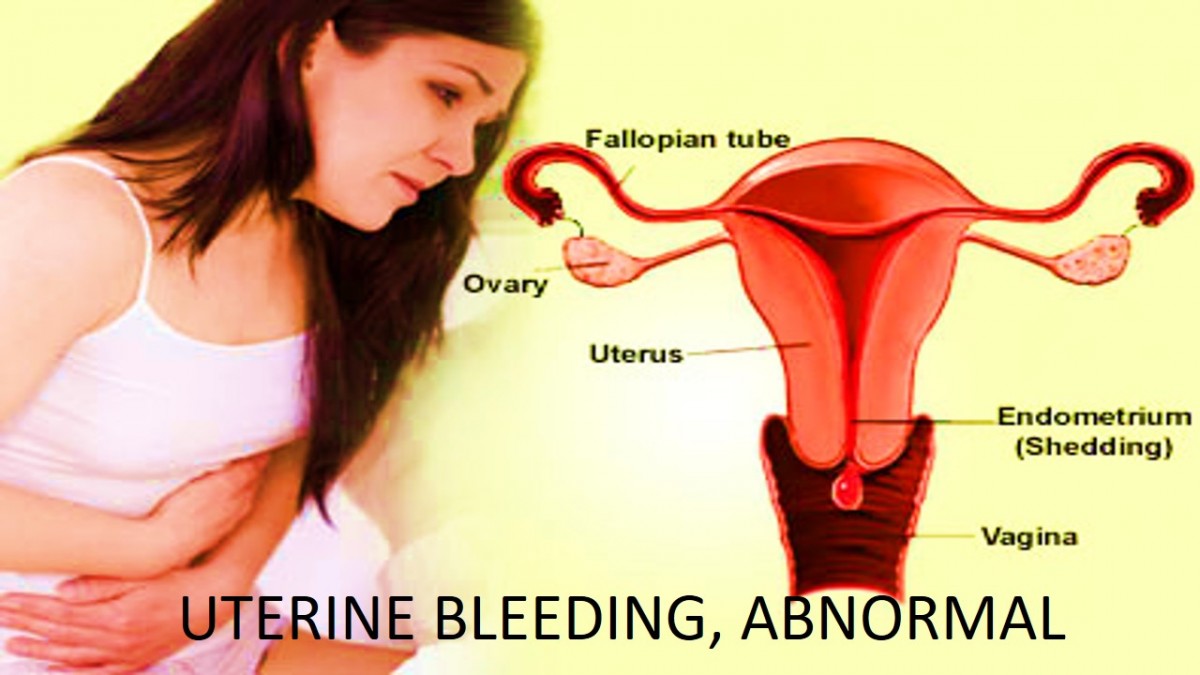 Fallopian tube
Ovary
Uterus
Endometrium
(Shedding)
Vagina
UTERINE BLEEDING, ABNORMAL